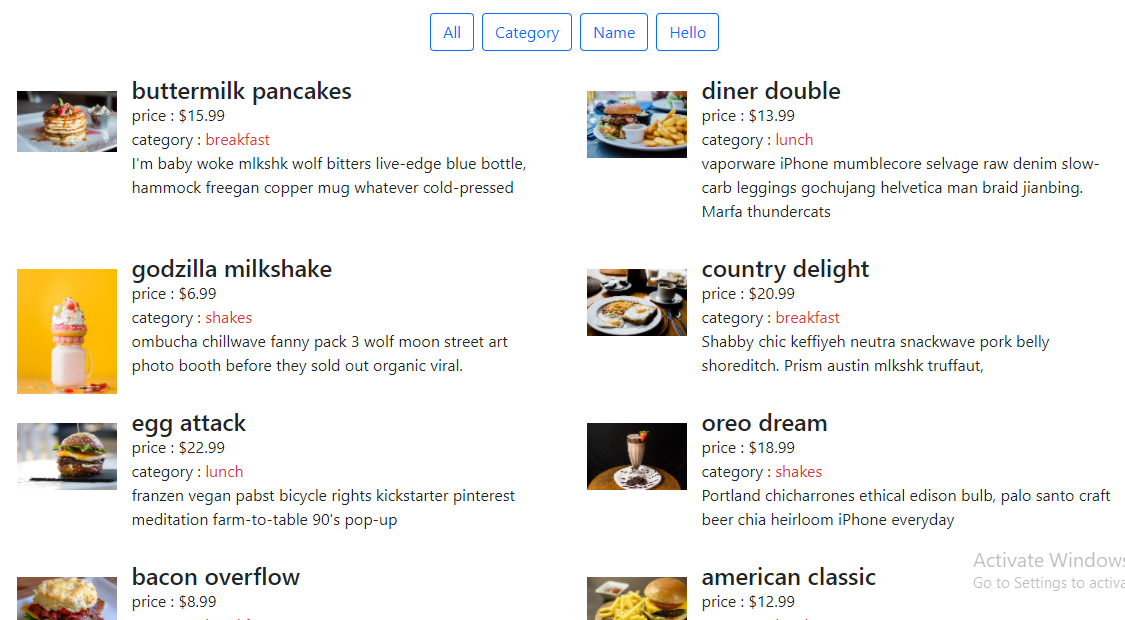 All Category Name Hello
buttermilk pancakes
price : $15.99
category : breakfast
I'm baby woke mlkshk wolf bitters live-edge blue bottle,
hammock freegan copper mug whatever cold-pressed
diner double
price : $13.99
category : lunch
vaporware iPhone mumblecore selvage raw denim slow-
carb leggings gochujang helvetica man braid jianbing.
Marfa thundercats
godzilla milkshake
price : $6.99
category : shakes
ombucha chillwave fanny pack 3 wolf moon street art
photo booth before they sold out organic viral.
country delight
price : $20.99
category : breakfast
Shabby chic keffiyeh neutra snackwave pork belly
shoreditch. Prism austin mlkshk truffaut,
egg attack
price : $22.99
category : lunch
franzen vegan pabst bicycle rights kickstarter pinterest
meditation farm-to-table 90's pop-up
oreo dream
price : $18.99
category : shakes
Portland chicharrones ethical edison bulb, palo santo craft
beer chia heirloom iPhone everyday
bacon overflow
price : $8.99
american classic
price : $12.99
Activate Windows
Go to Settings to activa